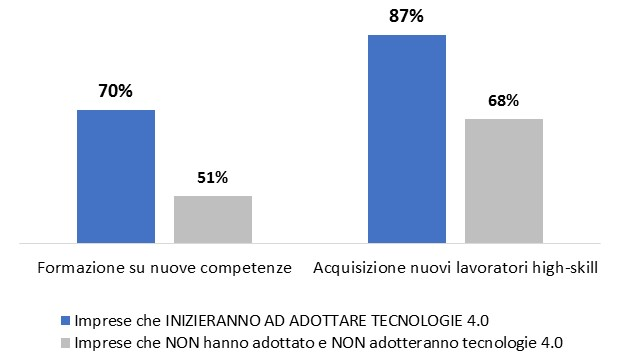 87%
70%
68%
51%
Formazione su nuove competenze
Acquisizione nuovi lavoratori high-skill
Imprese che INIZIERANNO AD ADOTTARE TECNOLOGIE 4.0
Imprese che NON hanno adottato e NON adotteranno tecnologie 4.0